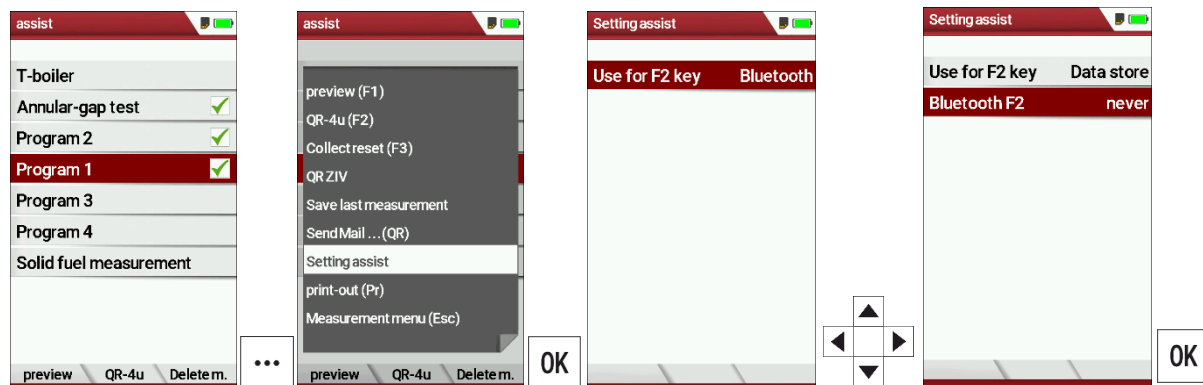 assist
T-boiler
Annular-gap test
Program 2
Program 1
Program 3
Program 4
Solid fuel measurement
preview QR-4u Delete m.
...
assist
preview (F1)
QR-4u (F2)
Collect reset (F3)
QR ZIV
Save last measurement
Send Mail ...(QR)
Setting assist
print-out (Pr)
Measurement menu (Esc)
preview QR-4u Delete m.
OK
Setting assist
Use for F2 key Bluetooth
Setting assist
Use for F2 key Data store
Bluetooth F2 never
OK